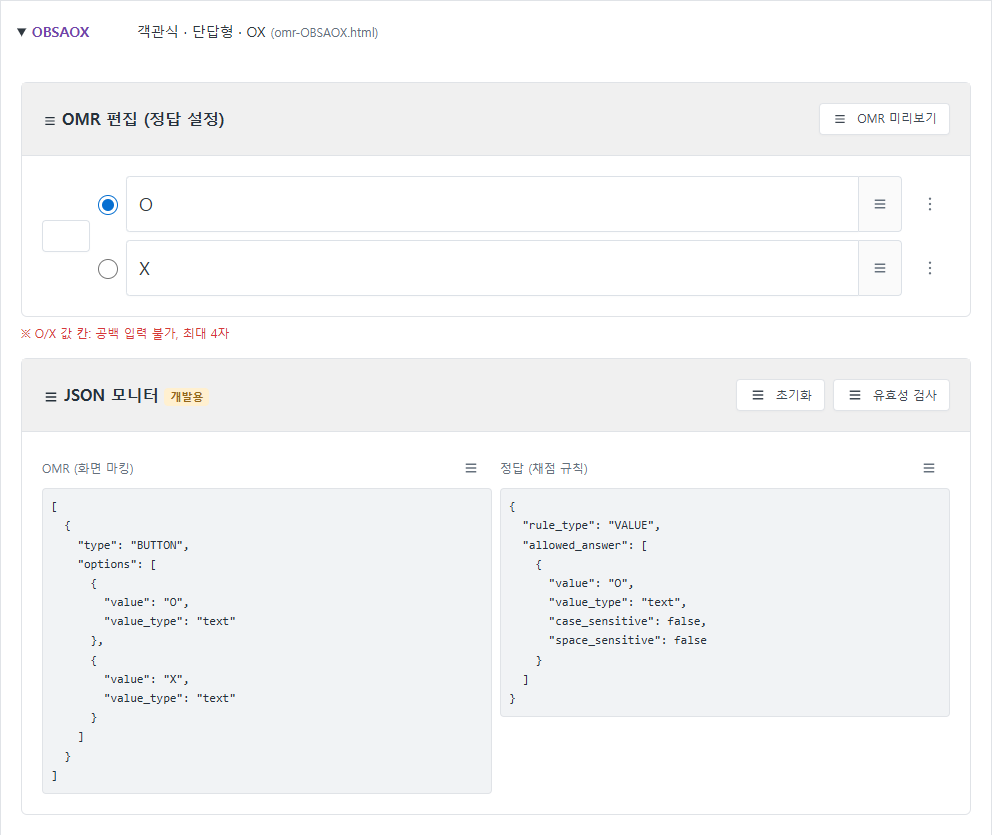 ▼ OBSAOX 객관식 · 단답형 · OX (omr-OBSAOX.html)
≡ OMR 편집 (정답 설정)
≡ OMR 미리보기
O
X
※ O/X 값 칸: 공백 입력 불가, 최대 4자
≡ JSON 모니터 개발용
≡ 초기화
≡ 유효성 검사
OMR (화면 마킹)
[
  {
    "type": "BUTTON",
    "options": [
      {
        "value": "O",
        "value_type": "text"
      },
      {
        "value": "X",
        "value_type": "text"
      }
    ]
  }
]
정답 (채점 규칙)
{
  "rule_type": "VALUE",
  "allowed_answer": [
    {
      "value": "O",
      "value_type": "text",
      "case_sensitive": false,
      "space_sensitive": false
    }
  ]
}